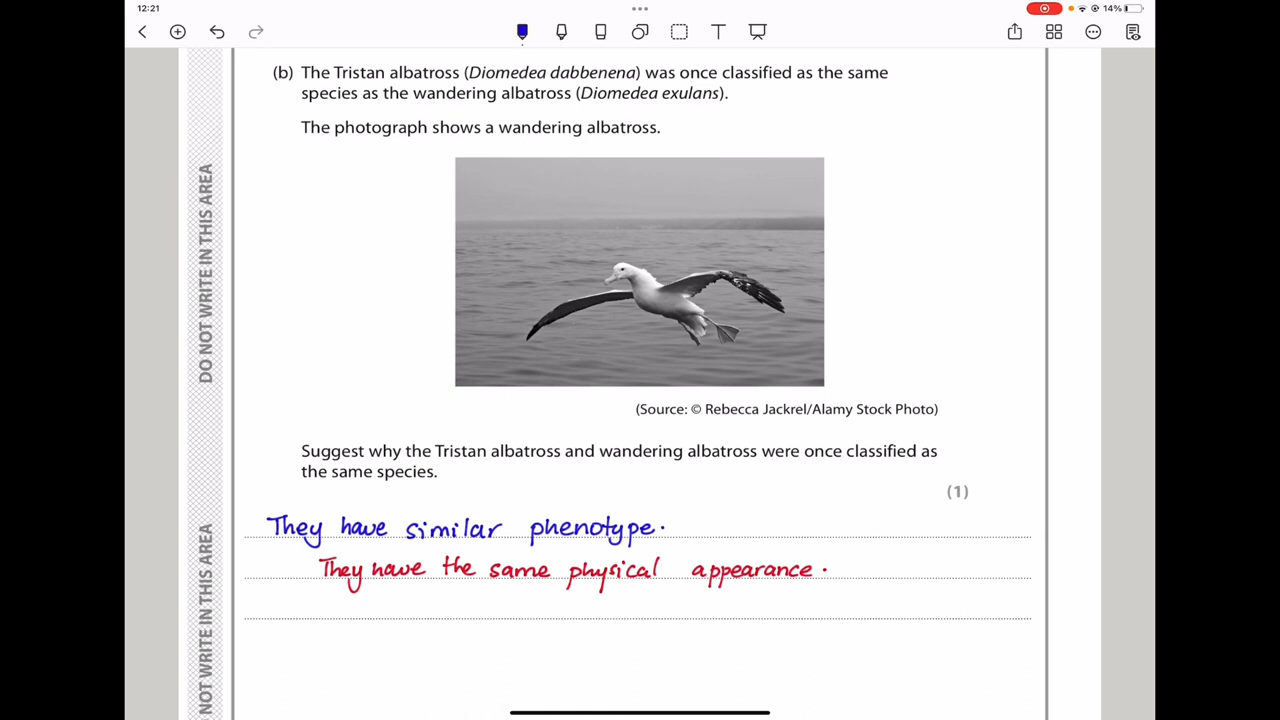 12:21
14%
(b) The Tristan albatross (Diomedea dabbenena) was once classified as the same
species as the wandering albatross (Diomedea exulans).
The photograph shows a wandering albatross.
DO NOT WRITE IN THIS AREA
(Source: © Rebecca Jackrel/Alamy Stock Photo)
Suggest why the Tristan albatross and wandering albatross were once classified as
the same species.
(1)
They have similar phenotype.
They have the same physical appearance.
NOT WRITE IN THIS AREA